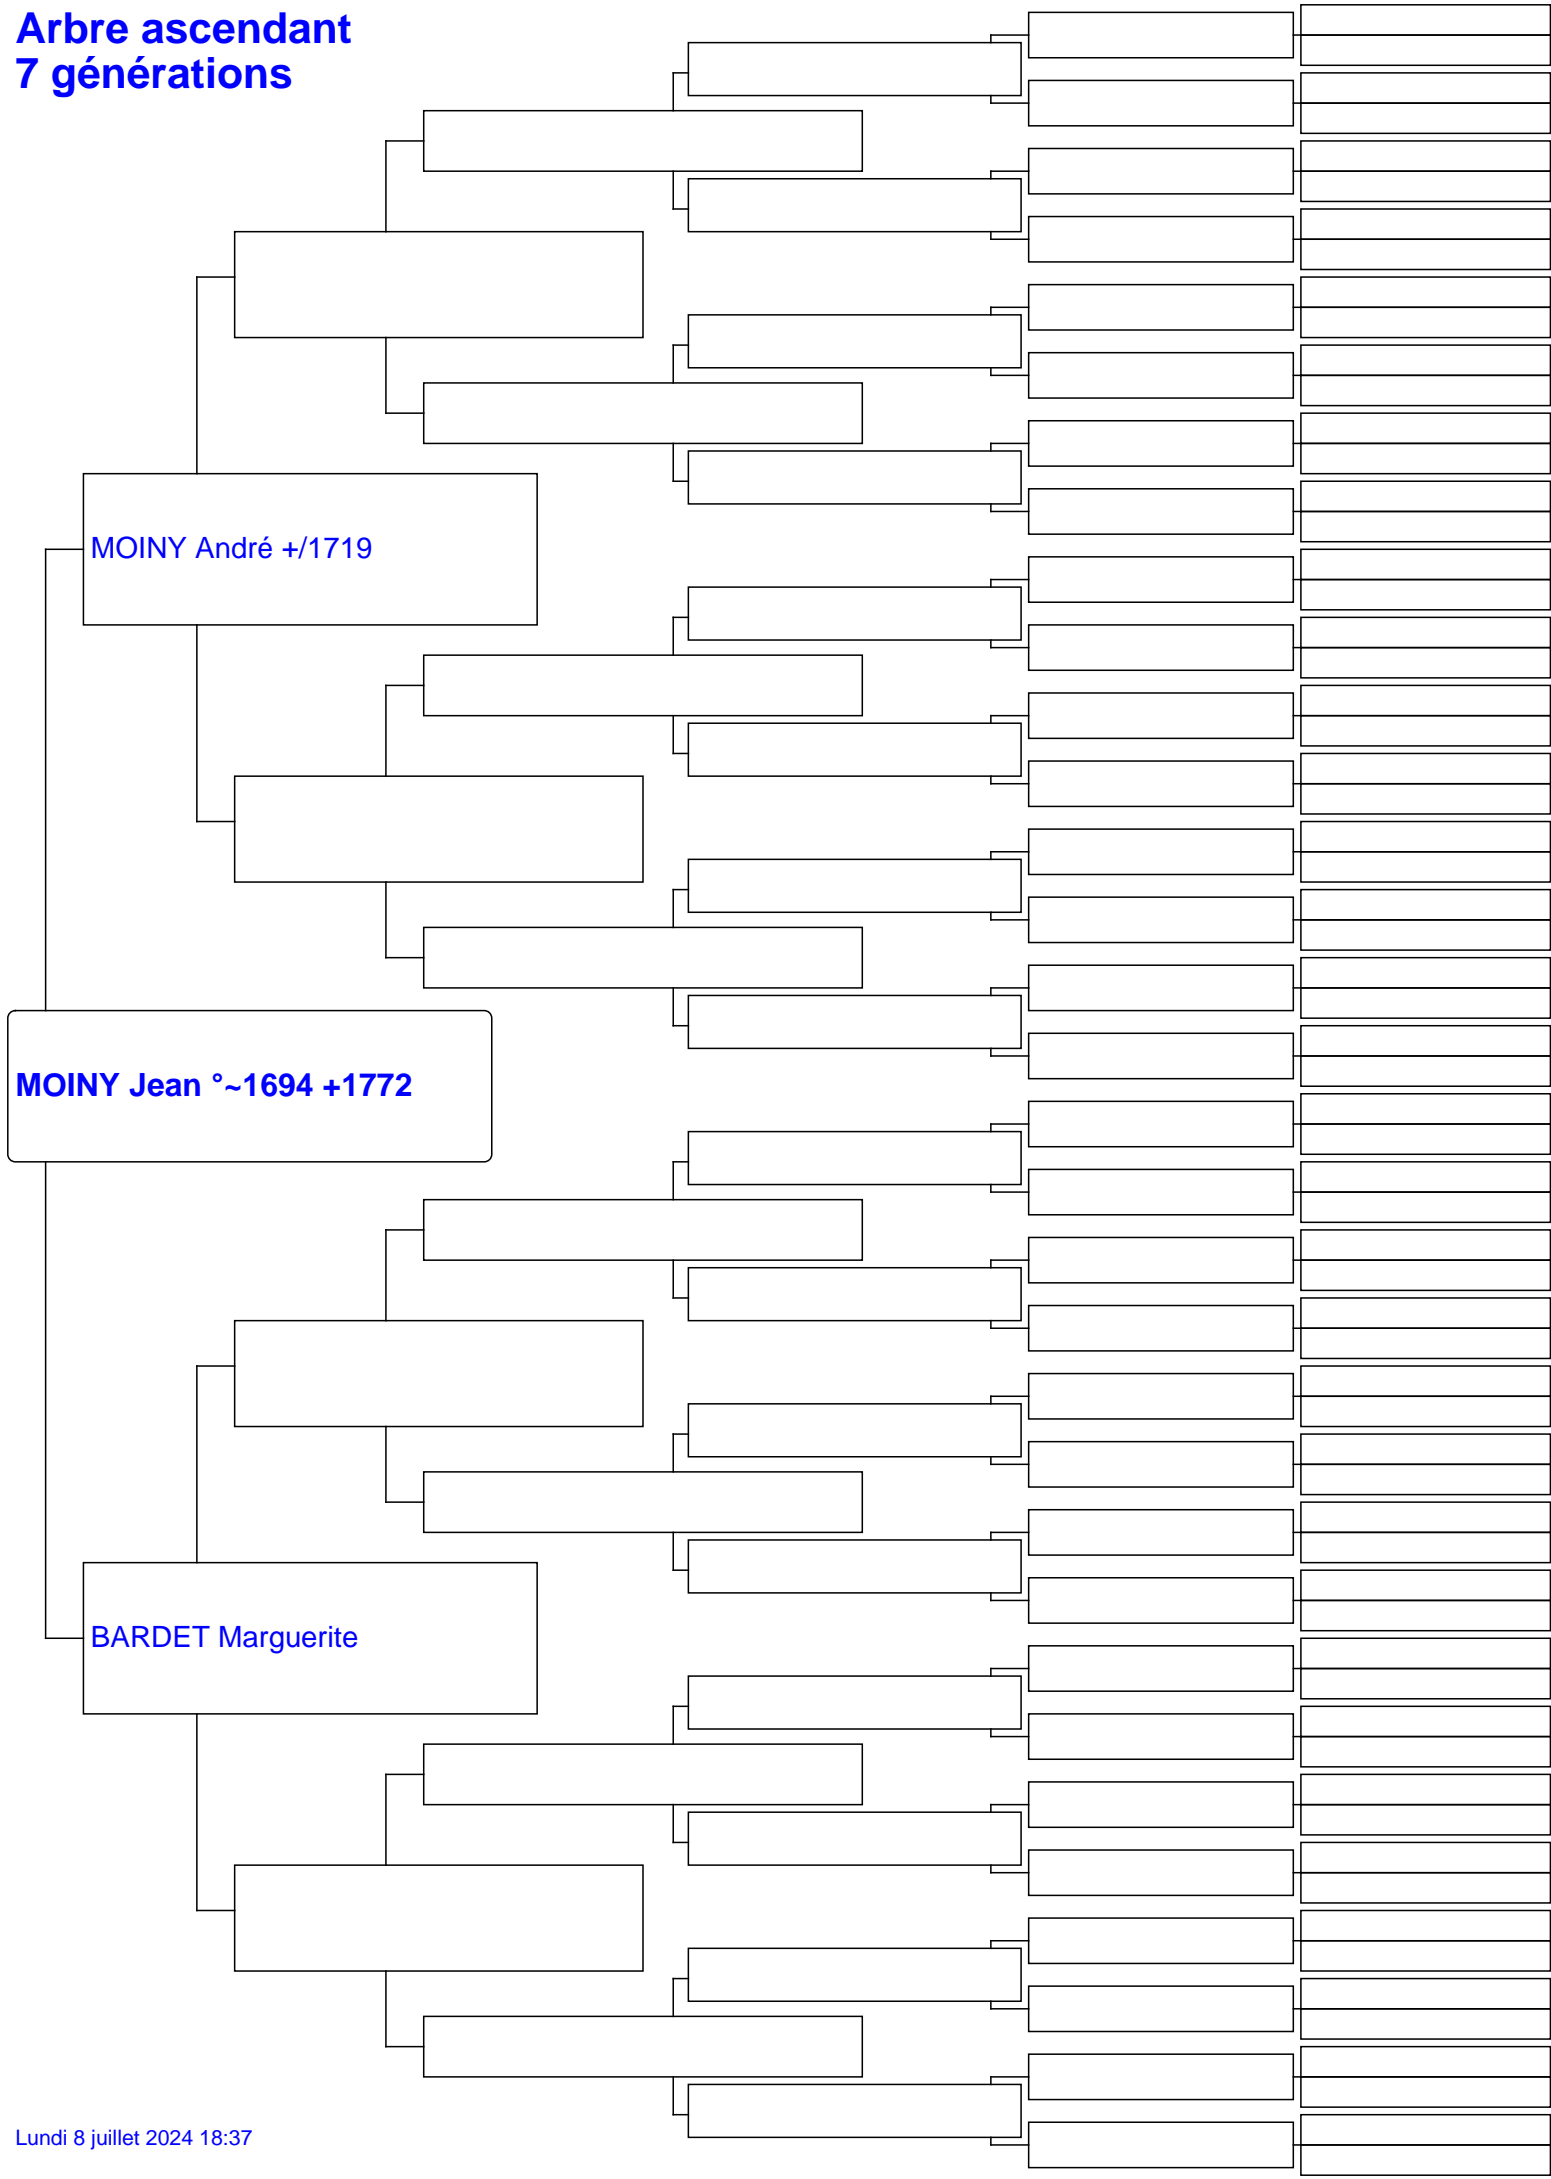 Arbre ascendant
7 générations
MOINY André +/1719
MOINY Jean °~1694 +1772
BARDET Marguerite
Lundi 8 juillet 2024 18:37